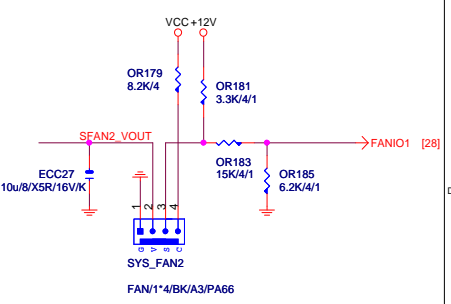 VCC +12V
OR179
8.2K/4
OR181
3.3K/4/1
SFAN2_VOUT
FANIO1 [28]
OR183
15K/4/1
ECC27
10u/8/X5R/16V/K
OR185
6.2K/4/1
1 2 3 4
G V S C
SYS_FAN2
FAN/1*4/BK/A3/PA66